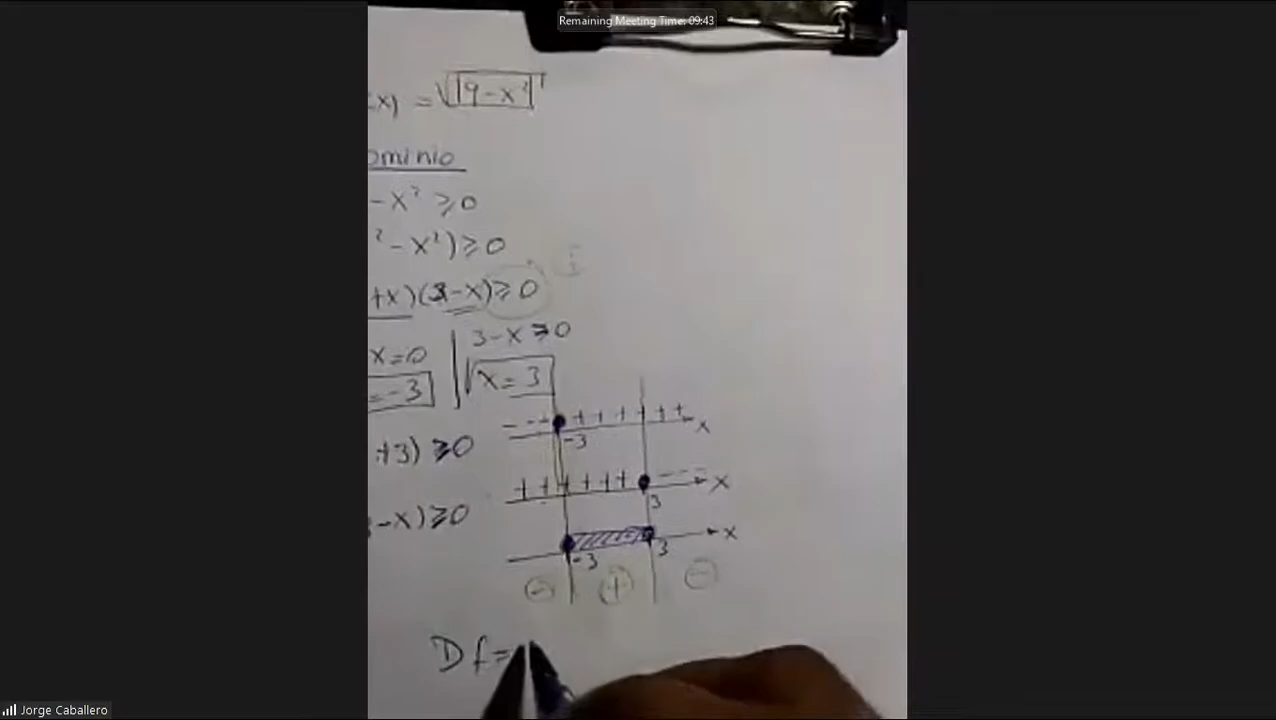 Remaining Meeting Time: 09:43
(x) = √|9-x²|
ominio
-x² ≥0
²-x²)≥0
+x)(3-x)≥0
x=0 | 3-x≥0
=-3 | x=3
- - - + + + + + +
-3 x
+3) ≥0
+ + + + + + - - -
3 x
3-x)≥0
-3 3 x
- + -
Df=
Jorge Caballero